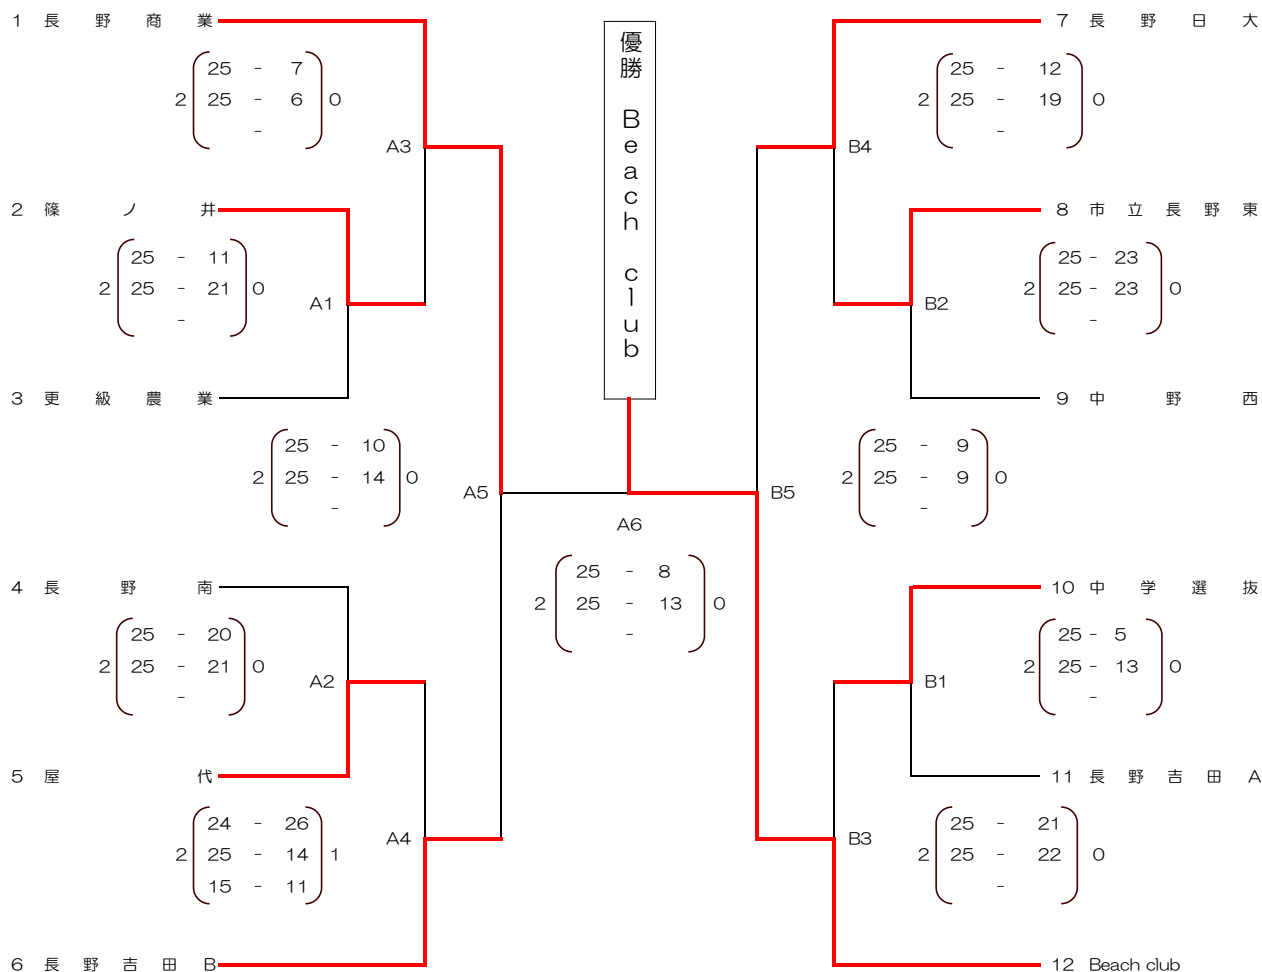 1 長野商業
25 - 7
2 25 - 6 0
-
A3
2 篠ノ井
25 - 11
2 25 - 21 0
-
A1
3 更級農業
25 - 10
2 25 - 14 0
-
A5
4 長野南
25 - 20
2 25 - 21 0
-
A2
5 屋代
24 - 26
2 25 - 14 1
15 - 11
A4
6 長野吉田B
優勝 Beach club
A6
25 - 8
2 25 - 13 0
-
7 長野日大
25 - 12
2 25 - 19 0
-
B4
8 市立長野東
25 - 23
2 25 - 23 0
-
B2
9 中野西
25 - 9
2 25 - 9 0
-
B5
10 中学選抜
25 - 5
2 25 - 13 0
-
B1
11 長野吉田A
25 - 21
2 25 - 22 0
-
B3
12 Beach club